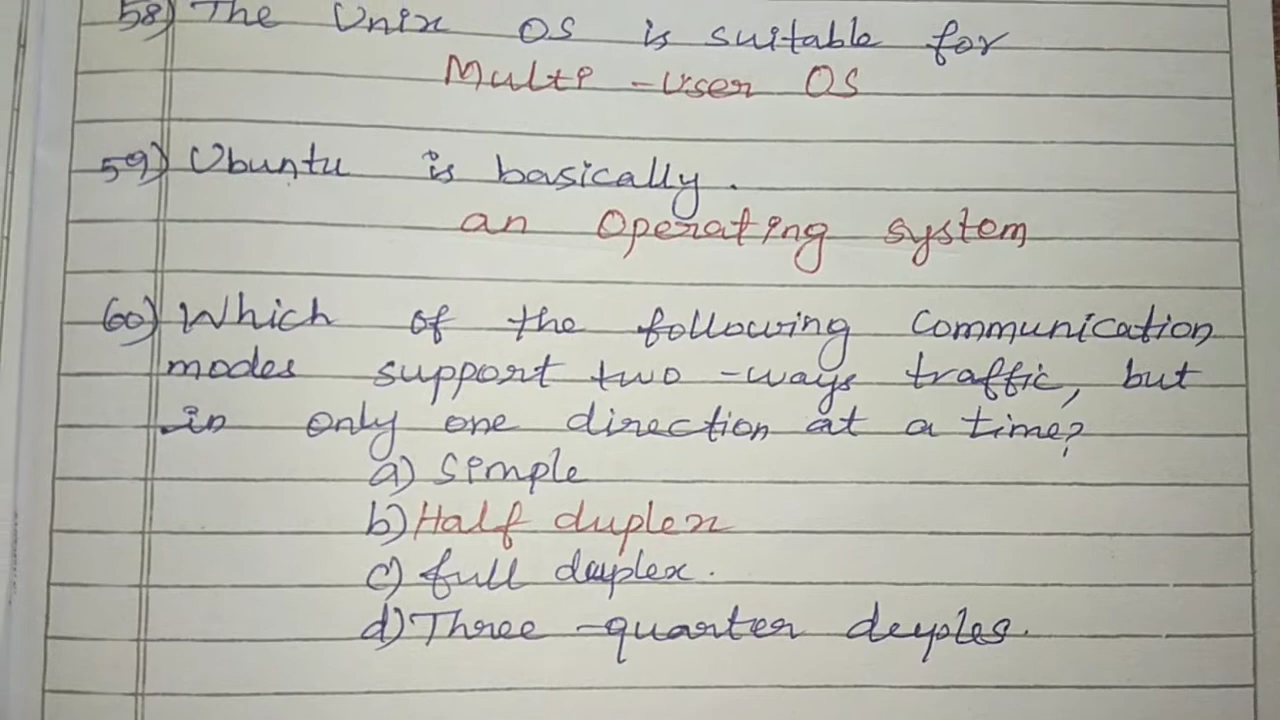 58) The Unix OS is suitable for
Multi -User OS
59) Ubuntu is basically.
an Operating system
60) Which of the following Communication
modes support two -ways traffic, but
in only one direction at a time?
a) Simple
b) Half duplex
c) full duplex.
d) Three -quarter deyples.